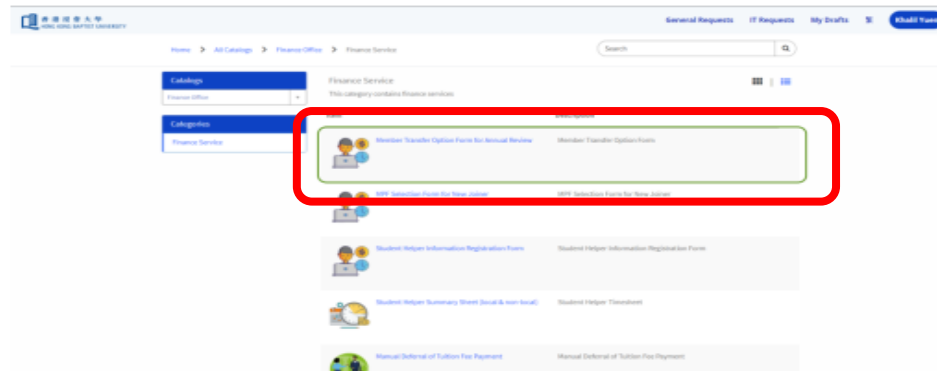 香港浸會大學
HONG KONG BAPTIST UNIVERSITY
General Requests IT Requests My Drafts 繁 Khalil Yuen
Home > All Catalogs > Finance Office > Finance Service
Search
Catalogs
Finance Office
Categories
Finance Service
Finance Service
This category contains finance services
Item Description
Member Transfer Option Form for Annual Review Member Transfer Option Form
MPF Selection Form for New Joiner MPF Selection Form for New Joiner
Student Helper Information Registration Form Student Helper Information Registration Form
Student Helper Summary Sheet (local & non-local) Student Helper Timesheet
Manual Deferral of Tuition Fee Payment Manual Deferral of Tuition Fee Payment